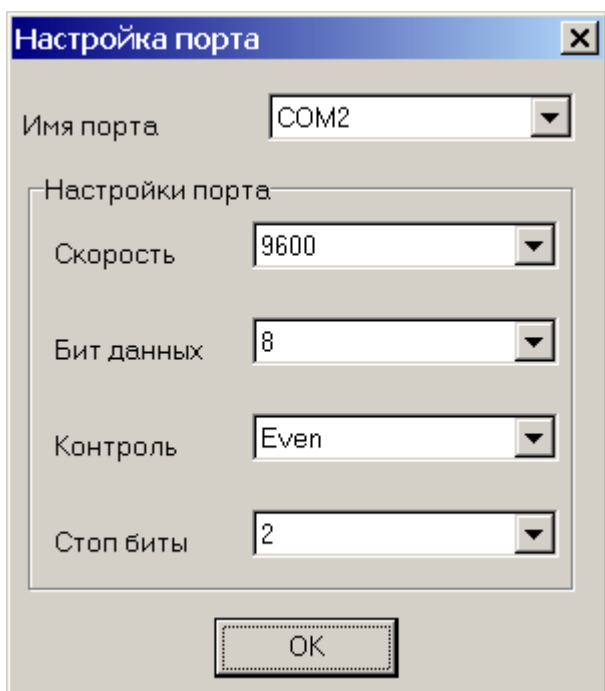 Настройка порта
Имя порта COM2
Настройки порта
Скорость 9600
Бит данных 8
Контроль Even
Стоп биты 2
OK